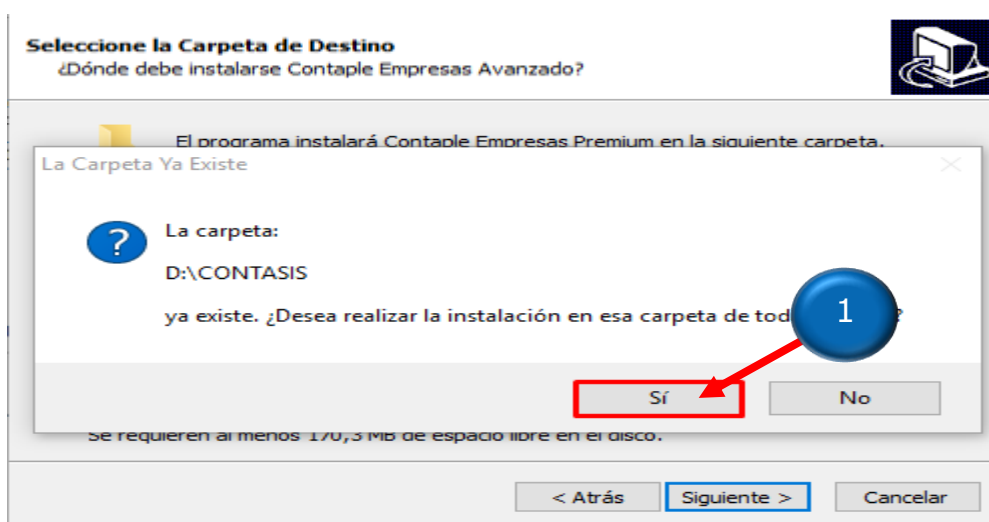 Seleccione la Carpeta de Destino
¿Dónde debe instalarse Contaple Empresas Avanzado?
El programa instalará Contaple Empresas Premium en la siguiente carpeta.
La Carpeta Ya Existe
La carpeta:
D:\CONTASIS
ya existe. ¿Desea realizar la instalación en esa carpeta de tod ?
1
Sí No
Se requieren al menos 170,3 MB de espacio libre en el disco.
< Atrás Siguiente > Cancelar